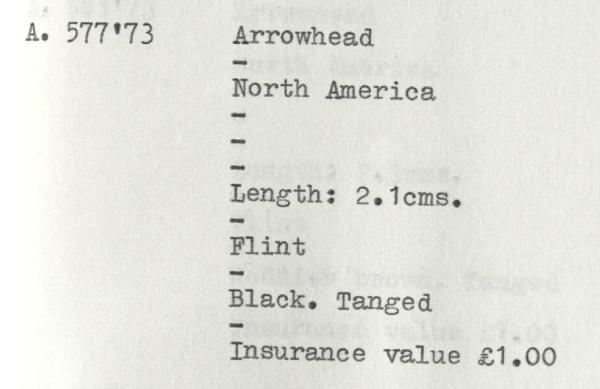 A. 577'73 Arrowhead
-
North America
-
-
-
Length: 2.1cms.
-
Flint
-
Black. Tanged
-
Insurance value £1.00